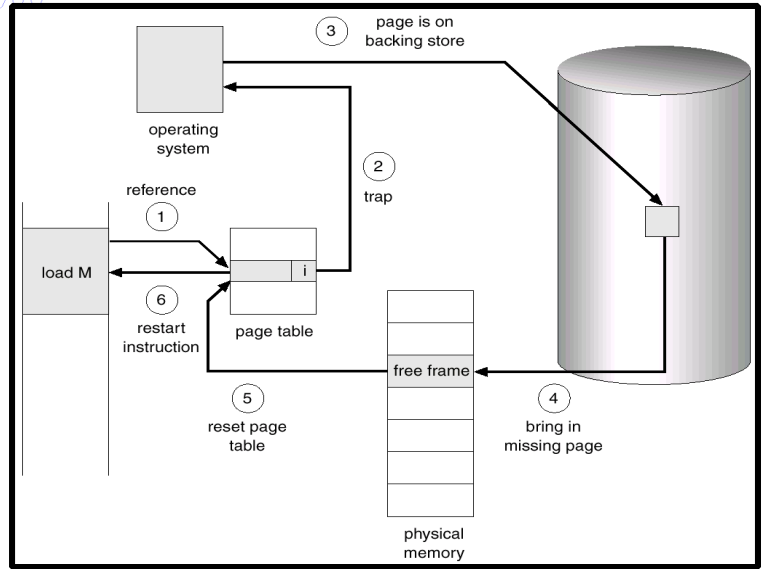 3
page is on
backing store
operating
system
2
trap
reference
1
load M
i
6
restart
instruction
page table
free frame
5
reset page
table
4
bring in
missing page
physical
memory